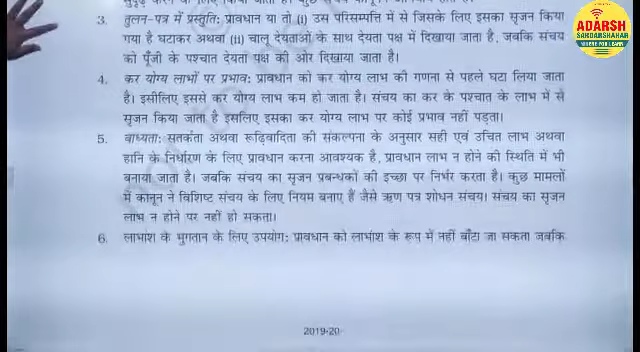 3. तुलन-पत्र में प्रस्तुति: प्रावधान या तो (i) उस परिसम्पत्ति में से जिसके लिए इसका सृजन किया
गया है घटाकर अथवा (ii) चालू देयताओं के साथ देयता पक्ष में दिखाया जाता है, जबकि संचय
को पूँजी के पश्चात देयता पक्ष की ओर दिखाया जाता है।
4. कर योग्य लाभों पर प्रभाव: प्रावधान को कर योग्य लाभ की गणना से पहले घटा लिया जाता
है। इसीलिए इससे कर योग्य लाभ कम हो जाता है। संचय का कर के पश्चात के लाभ में से
सृजन किया जाता है इसलिए इसका कर योग्य लाभ पर कोई प्रभाव नहीं पड़ता।
5. बाध्यता: सतर्कता अथवा रूढ़िवादिता की संकल्पना के अनुसार सही एवं उचित लाभ अथवा
हानि के निर्धारण के लिए प्रावधान करना आवश्यक है, प्रावधान लाभ न होने की स्थिति में भी
बनाया जाता है। जबकि संचय का सृजन प्रबन्धकों की इच्छा पर निर्भर करता है। कुछ मामलों
में कानून ने विशिष्ट संचय के लिए नियम बनाए हैं जैसे ऋण पत्र शोधन संचय। संचय का सृजन
लाभ न होने पर नहीं हो सकता।
6. लाभांश के भुगतान के लिए उपयोग: प्रावधान को लाभांश के रूप में नहीं बाँटा जा सकता जबकि
2019-20
ADARSH
SARDARSHAHAR
WHERE YOU LEARN